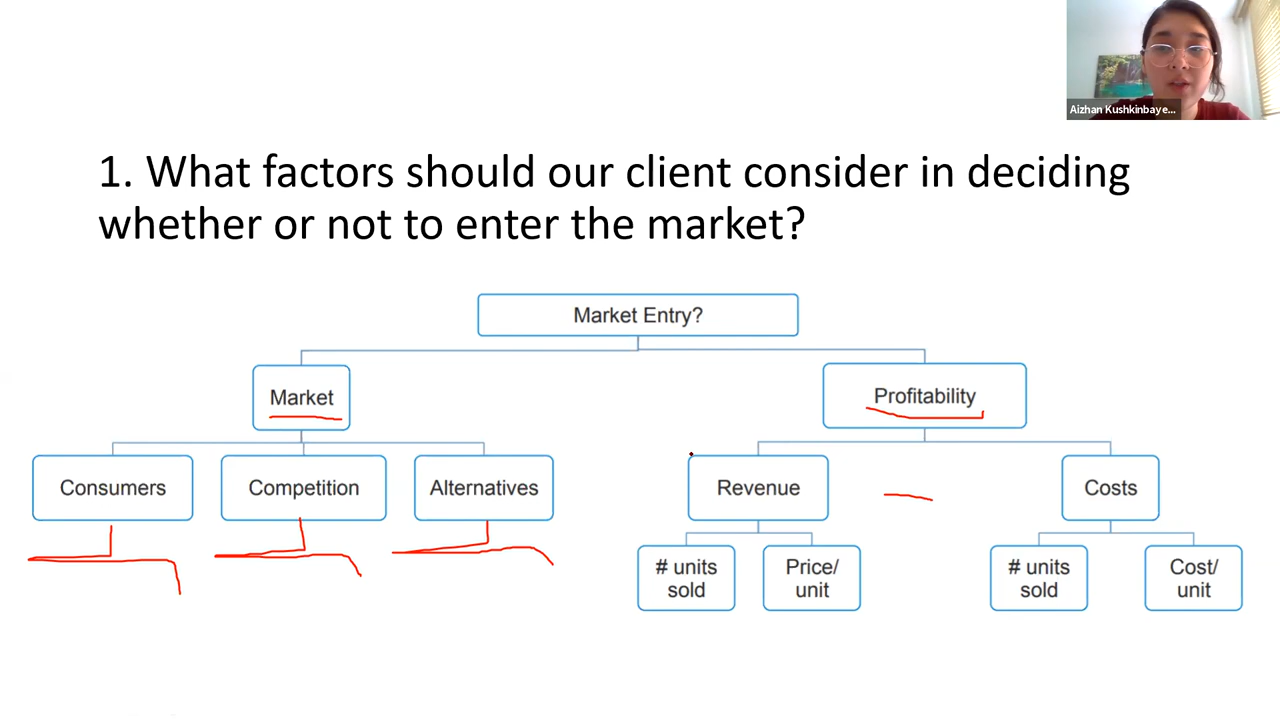 Aizhan Kushkinbaye...
1. What factors should our client consider in deciding
whether or not to enter the market?
Market Entry?
Market
Profitability
Consumers
Competition
Alternatives
Revenue
Costs
# units
sold
Price/
unit
# units
sold
Cost/
unit